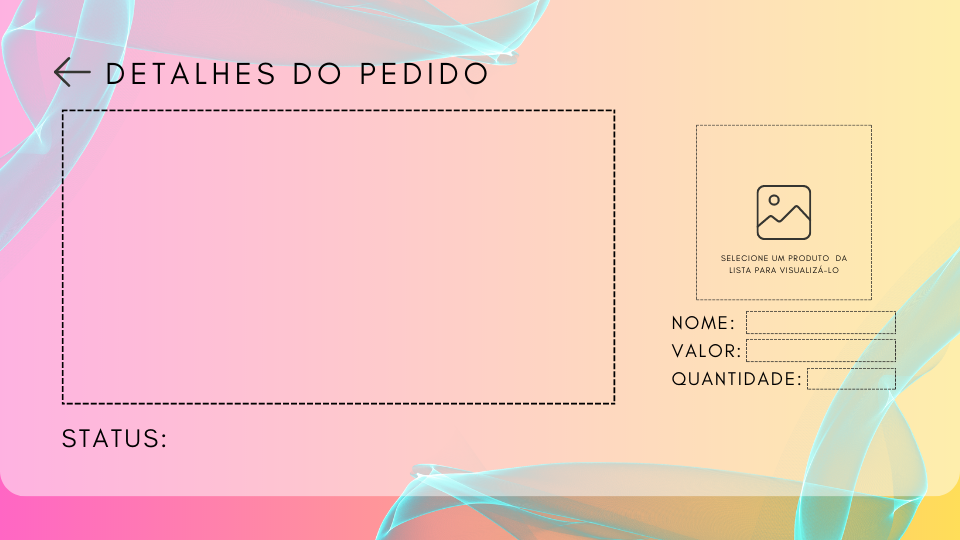 DETALHES DO PEDIDO
SELECIONE UM PRODUTO DA
LISTA PARA VISUALIZÁ-LO
NOME:
VALOR:
QUANTIDADE:
STATUS: